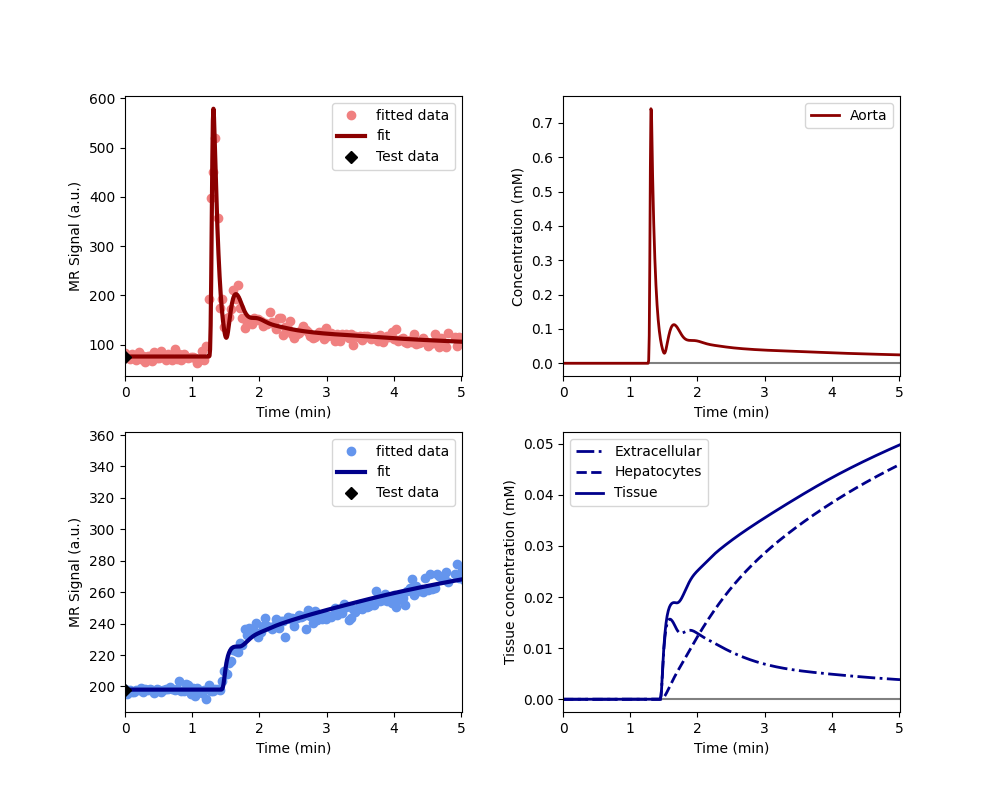 600
500
400
300
200
100
MR Signal (a.u.)
0 1 2 3 4 5
Time (min)
fitted data
fit
Test data
0.7
0.6
0.5
0.4
0.3
0.2
0.1
0.0
Concentration (mM)
0 1 2 3 4 5
Time (min)
Aorta
360
340
320
300
280
260
240
220
200
MR Signal (a.u.)
0 1 2 3 4 5
Time (min)
fitted data
fit
Test data
0.05
0.04
0.03
0.02
0.01
0.00
Tissue concentration (mM)
0 1 2 3 4 5
Time (min)
Extracellular
Hepatocytes
Tissue